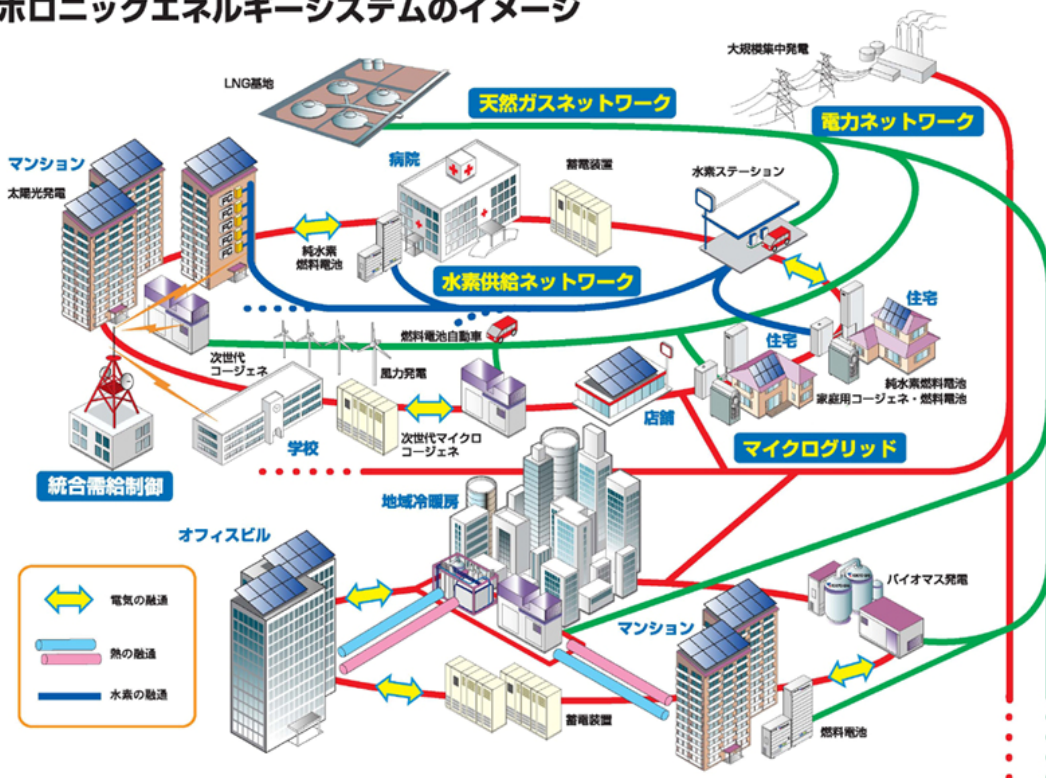 ホロニックエネルギーシステムのイメージ
大規模集中発電
LNG基地
天然ガスネットワーク
電力ネットワーク
マンション
太陽光発電
病院
蓄電装置
水素ステーション
純水素
燃料電池
水素供給ネットワーク
住宅
燃料電池自動車
住宅
次世代
コージェネ
風力発電
純水素燃料電池
家庭用コージェネ・燃料電池
店舗
学校
次世代マイクロ
コージェネ
マイクログリッド
統合需給制御
地域冷暖房
オフィスビル
バイオマス発電
電気の融通
マンション
熱の融通
水素の融通
蓄電装置
燃料電池